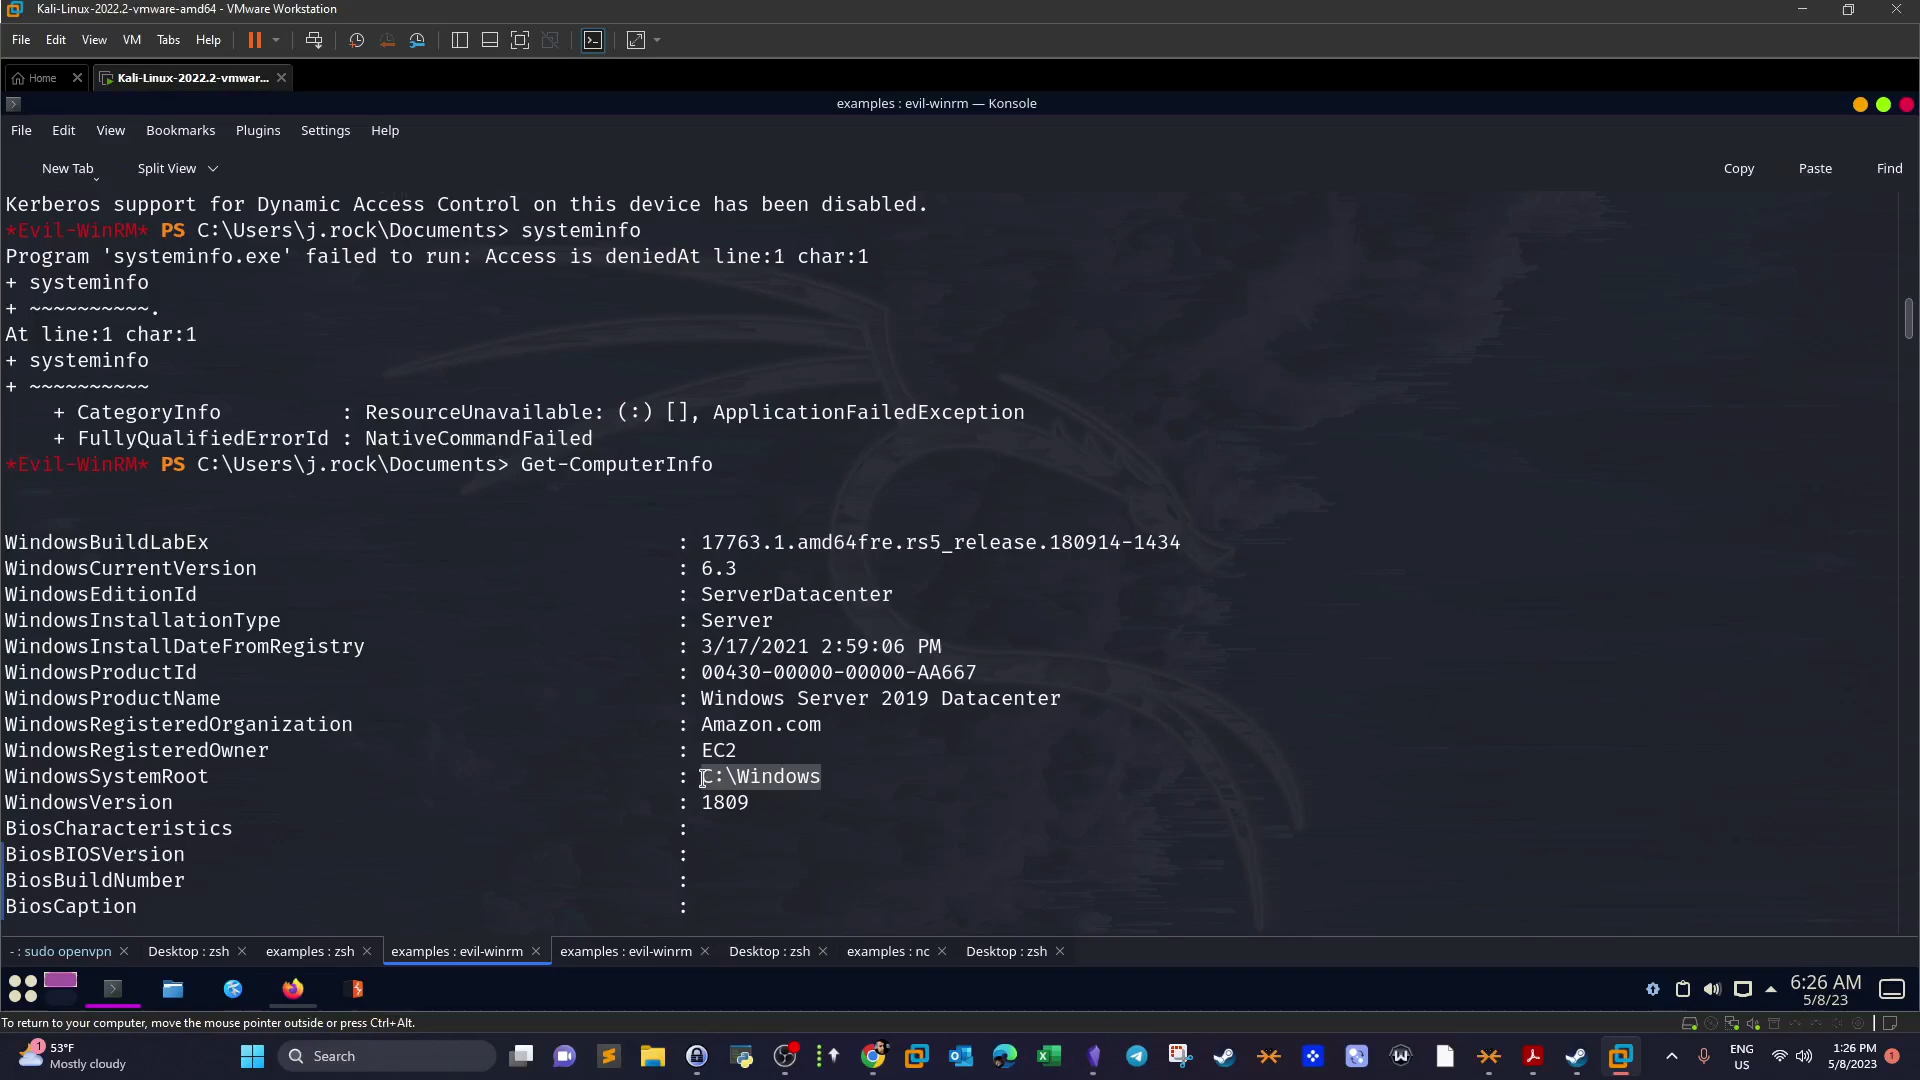 Kali-Linux-2022.2-vmware-amd64 - VMware Workstation
File Edit View VM Tabs Help
Home Kali-Linux-2022.2-vmwar...
examples : evil-winrm — Konsole
File Edit View Bookmarks Plugins Settings Help
New Tab Split View Copy Paste Find
Kerberos support for Dynamic Access Control on this device has been disabled.
*Evil-WinRM* PS C:\Users\j.rock\Documents> systeminfo
Program 'systeminfo.exe' failed to run: Access is deniedAt line:1 char:1
+ systeminfo
+ ~~~~~~~~~~.
At line:1 char:1
+ systeminfo
+ ~~~~~~~~~~
+ CategoryInfo : ResourceUnavailable: (:) [], ApplicationFailedException
+ FullyQualifiedErrorId : NativeCommandFailed
*Evil-WinRM* PS C:\Users\j.rock\Documents> Get-ComputerInfo
WindowsBuildLabEx : 17763.1.amd64fre.rs5_release.180914-1434
WindowsCurrentVersion : 6.3
WindowsEditionId : ServerDatacenter
WindowsInstallationType : Server
WindowsInstallDateFromRegistry : 3/17/2021 2:59:06 PM
WindowsProductId : 00430-00000-00000-AA667
WindowsProductName : Windows Server 2019 Datacenter
WindowsRegisteredOrganization : Amazon.com
WindowsRegisteredOwner : EC2
WindowsSystemRoot : C:\Windows
WindowsVersion : 1809
BiosCharacteristics :
BiosBIOSVersion :
BiosBuildNumber :
BiosCaption :
- : sudo openvpn Desktop : zsh examples : zsh examples : evil-winrm examples : evil-winrm Desktop : zsh examples : nc Desktop : zsh
6:26 AM
5/8/23
To return to your computer, move the mouse pointer outside or press Ctrl+Alt.
1
53°F
Mostly cloudy
Search
ENG
US
1:26 PM
5/8/2023
1